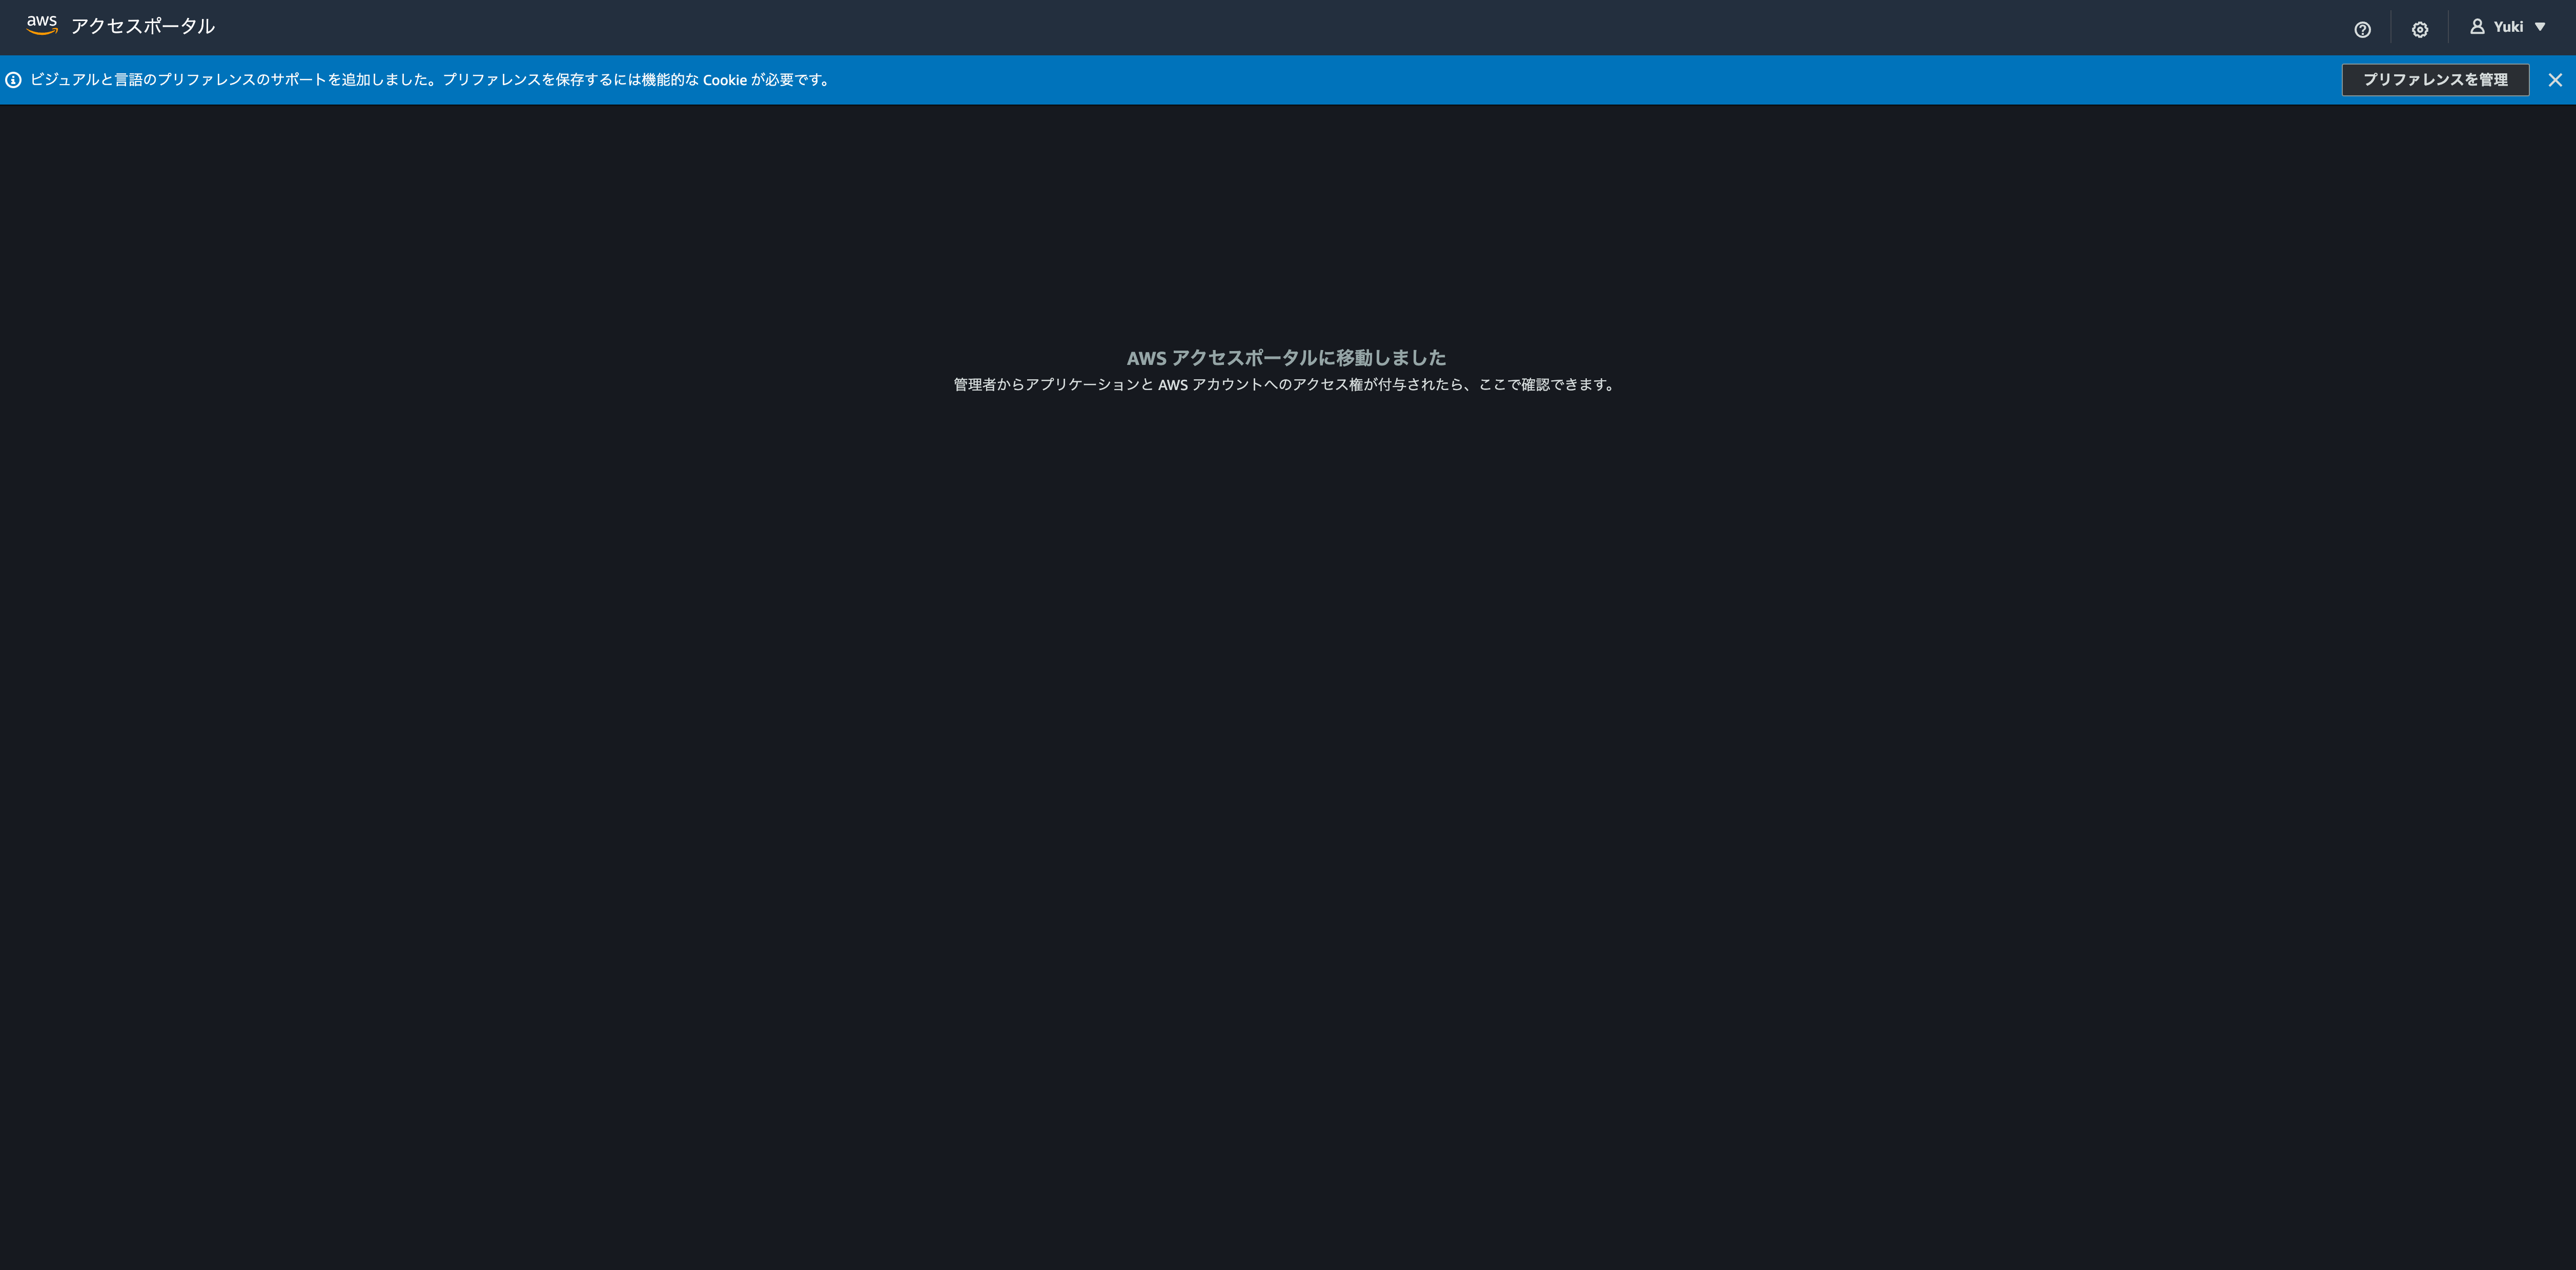 aws アクセスポータル
Yuki
ビジュアルと言語のプリファレンスのサポートを追加しました。プリファレンスを保存するには機能的な Cookie が必要です。
プリファレンスを管理
AWS アクセスポータルに移動しました
管理者からアプリケーションと AWS アカウントへのアクセス権が付与されたら、ここで確認できます。